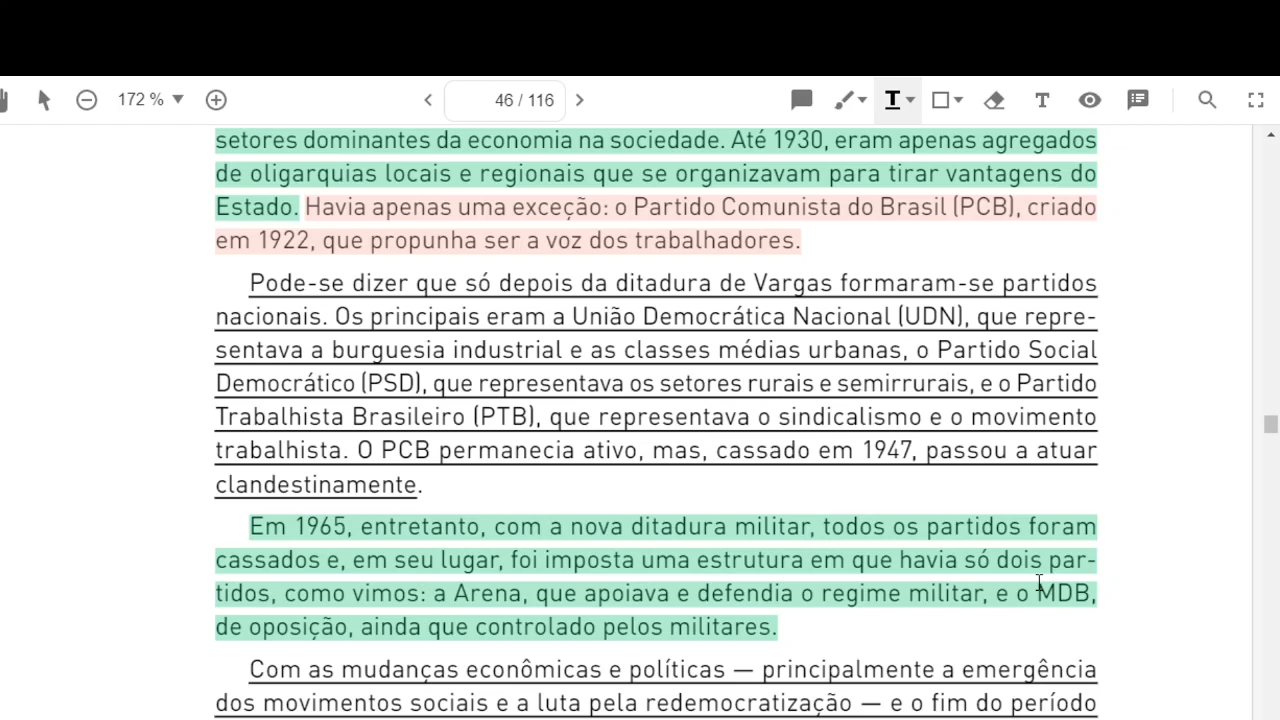 172 %
46 / 116
setores dominantes da economia na sociedade. Até 1930, eram apenas agregados
de oligarquias locais e regionais que se organizavam para tirar vantagens do
Estado. Havia apenas uma exceção: o Partido Comunista do Brasil (PCB), criado
em 1922, que propunha ser a voz dos trabalhadores.
Pode-se dizer que só depois da ditadura de Vargas formaram-se partidos
nacionais. Os principais eram a União Democrática Nacional (UDN), que repre-
sentava a burguesia industrial e as classes médias urbanas, o Partido Social
Democrático (PSD), que representava os setores rurais e semirrurais, e o Partido
Trabalhista Brasileiro (PTB), que representava o sindicalismo e o movimento
trabalhista. O PCB permanecia ativo, mas, cassado em 1947, passou a atuar
clandestinamente.
Em 1965, entretanto, com a nova ditadura militar, todos os partidos foram
cassados e, em seu lugar, foi imposta uma estrutura em que havia só dois par-
tidos, como vimos: a Arena, que apoiava e defendia o regime militar, e o MDB,
de oposição, ainda que controlado pelos militares.
Com as mudanças econômicas e políticas — principalmente a emergência
dos movimentos sociais e a luta pela redemocratização — e o fim do período